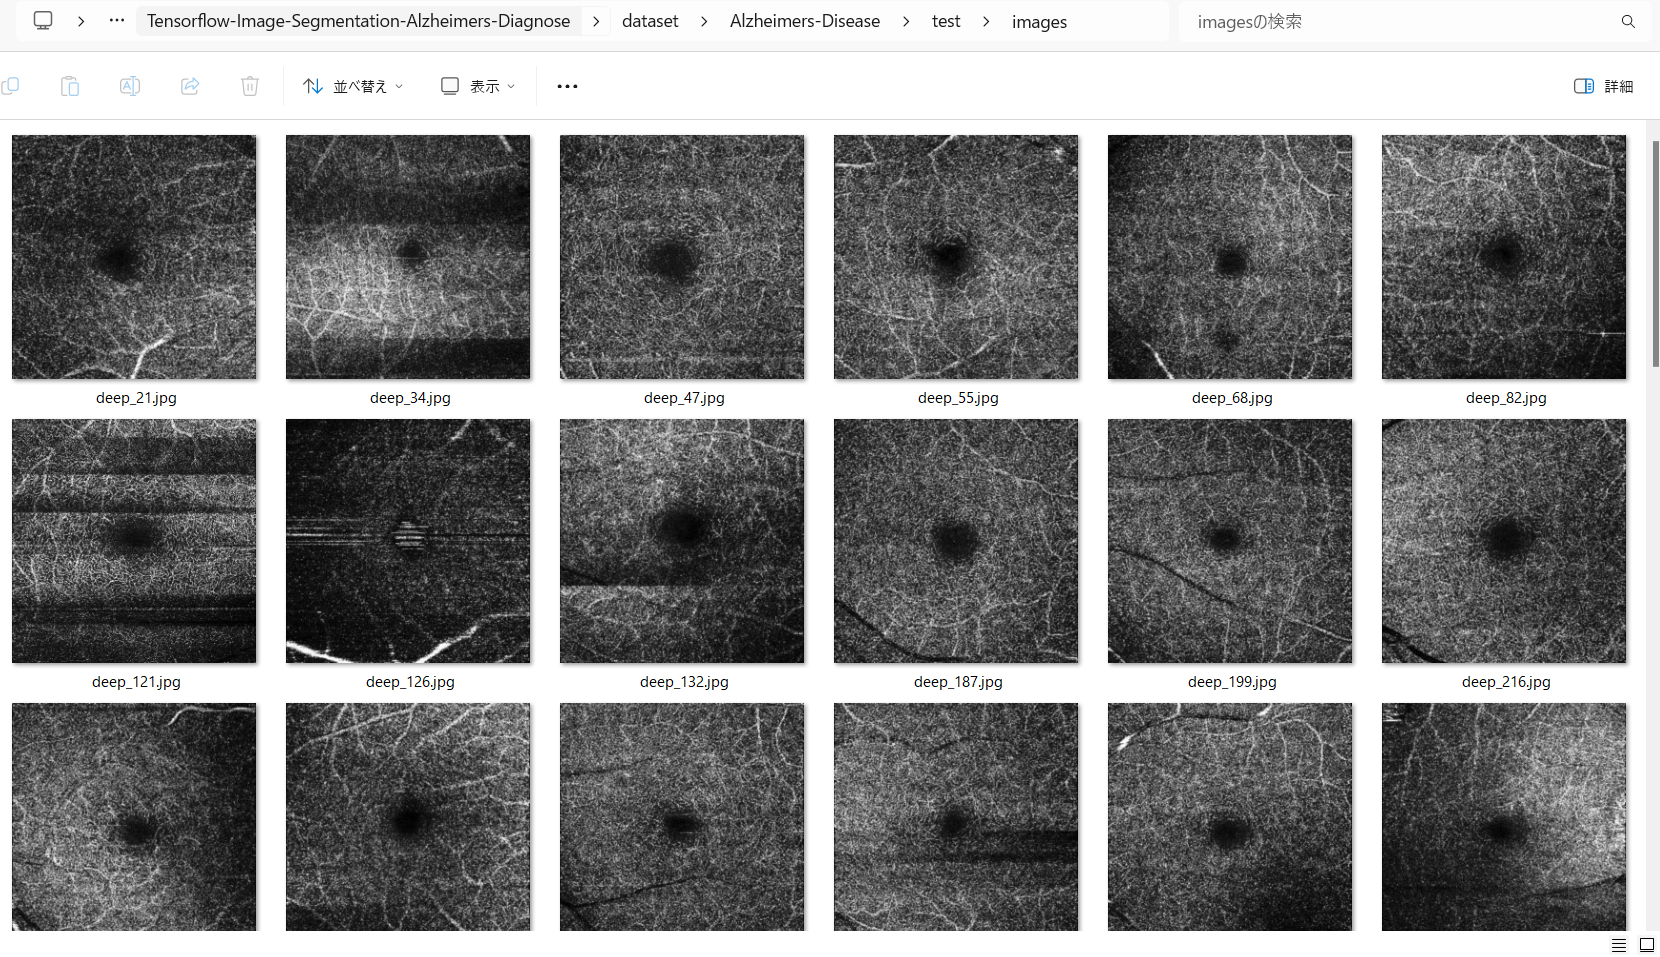 Tensorflow-Image-Segmentation-Alzheimers-Diagnose > dataset > Alzheimers-Disease > test > images
imagesの検索
並べ替え 表示 詳細
deep_21.jpg deep_34.jpg deep_47.jpg deep_55.jpg deep_68.jpg deep_82.jpg
deep_121.jpg deep_126.jpg deep_132.jpg deep_187.jpg deep_199.jpg deep_216.jpg